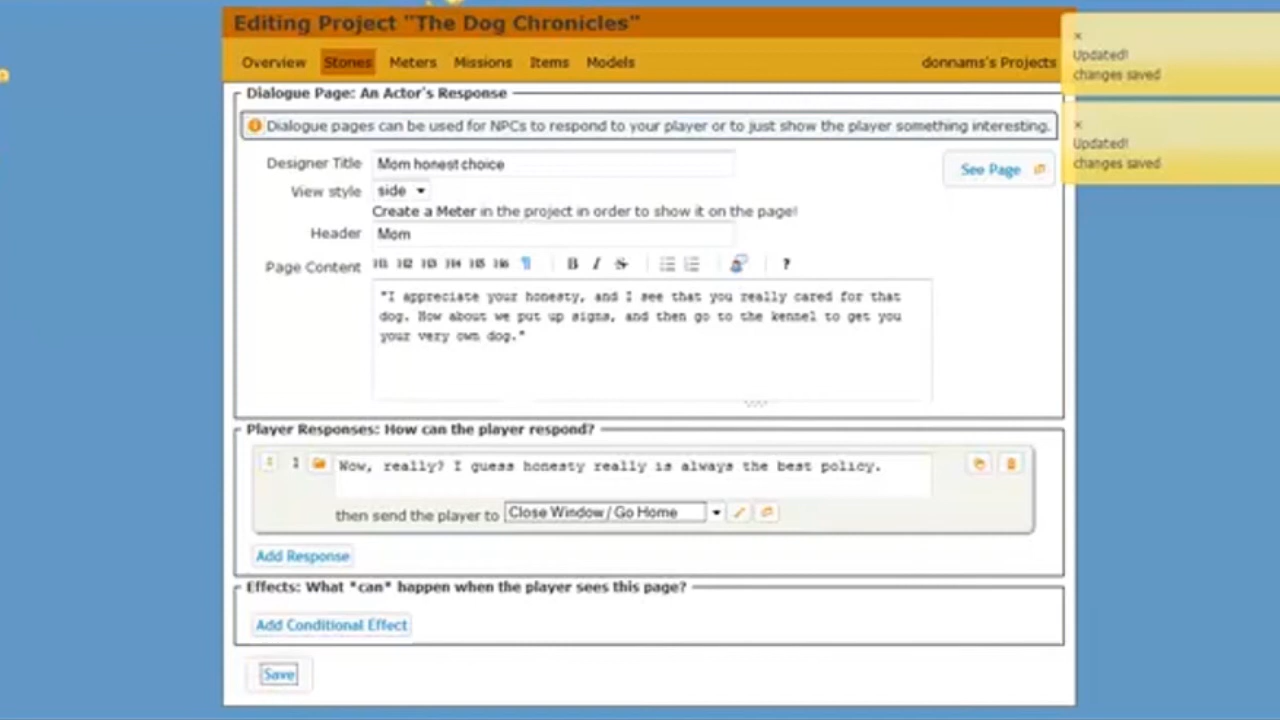 Editing Project "The Dog Chronicles"
Overview Stones Meters Missions Items Models donnams's Projects
×
Updated!
changes saved
×
Updated!
changes saved
Dialogue Page: An Actor's Response
Dialogue pages can be used for NPCs to respond to your player or to just show the player something interesting.
Designer Title Mom honest choice
See Page
View style side
Create a Meter in the project in order to show it on the page!
Header Mom
Page Content H1 H2 H3 H4 H5 H6 ¶ B I S ?
"I appreciate your honesty, and I see that you really cared for that
dog. How about we put up signs, and then go to the kennel to get you
your very own dog."
Player Responses: How can the player respond?
1 Wow, really? I guess honesty really is always the best policy.
then send the player to Close Window / Go Home
Add Response
Effects: What *can* happen when the player sees this page?
Add Conditional Effect
Save